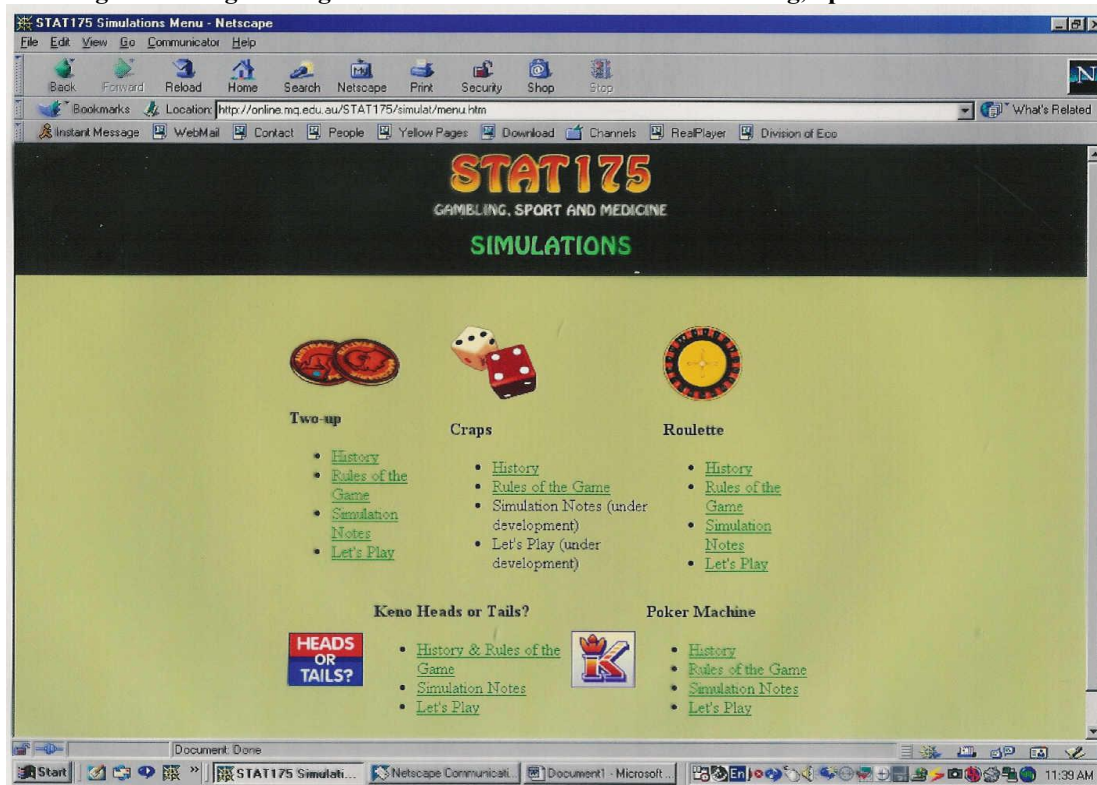 STAT175 Simulations Menu - Netscape
File Edit View Go Communicator Help
Back Forward Reload Home Search Netscape Print Security Shop Stop
N
Bookmarks Location: http://online.mq.edu.au/STAT175/simulat/menu.htm What's Related
Instant Message WebMail Contact People Yellow Pages Download Channels RealPlayer Division of Eco
STAT175
GAMBLING, SPORT AND MEDICINE
SIMULATIONS
Two-up
• History
• Rules of the
Game
• Simulation
Notes
• Let's Play
Craps
• History
• Rules of the Game
• Simulation Notes (under
development)
• Let's Play (under
development)
Roulette
• History
• Rules of the
Game
• Simulation
Notes
• Let's Play
Keno Heads or Tails?
HEADS
OR
TAILS?
• History & Rules of the
Game
• Simulation Notes
• Let's Play
Poker Machine
K
• History
• Rules of the Game
• Simulation Notes
• Let's Play
Document: Done
Start » STAT175 Simulati... Netscape Communicati... Document1 - Microsoft ... En 11:39 AM